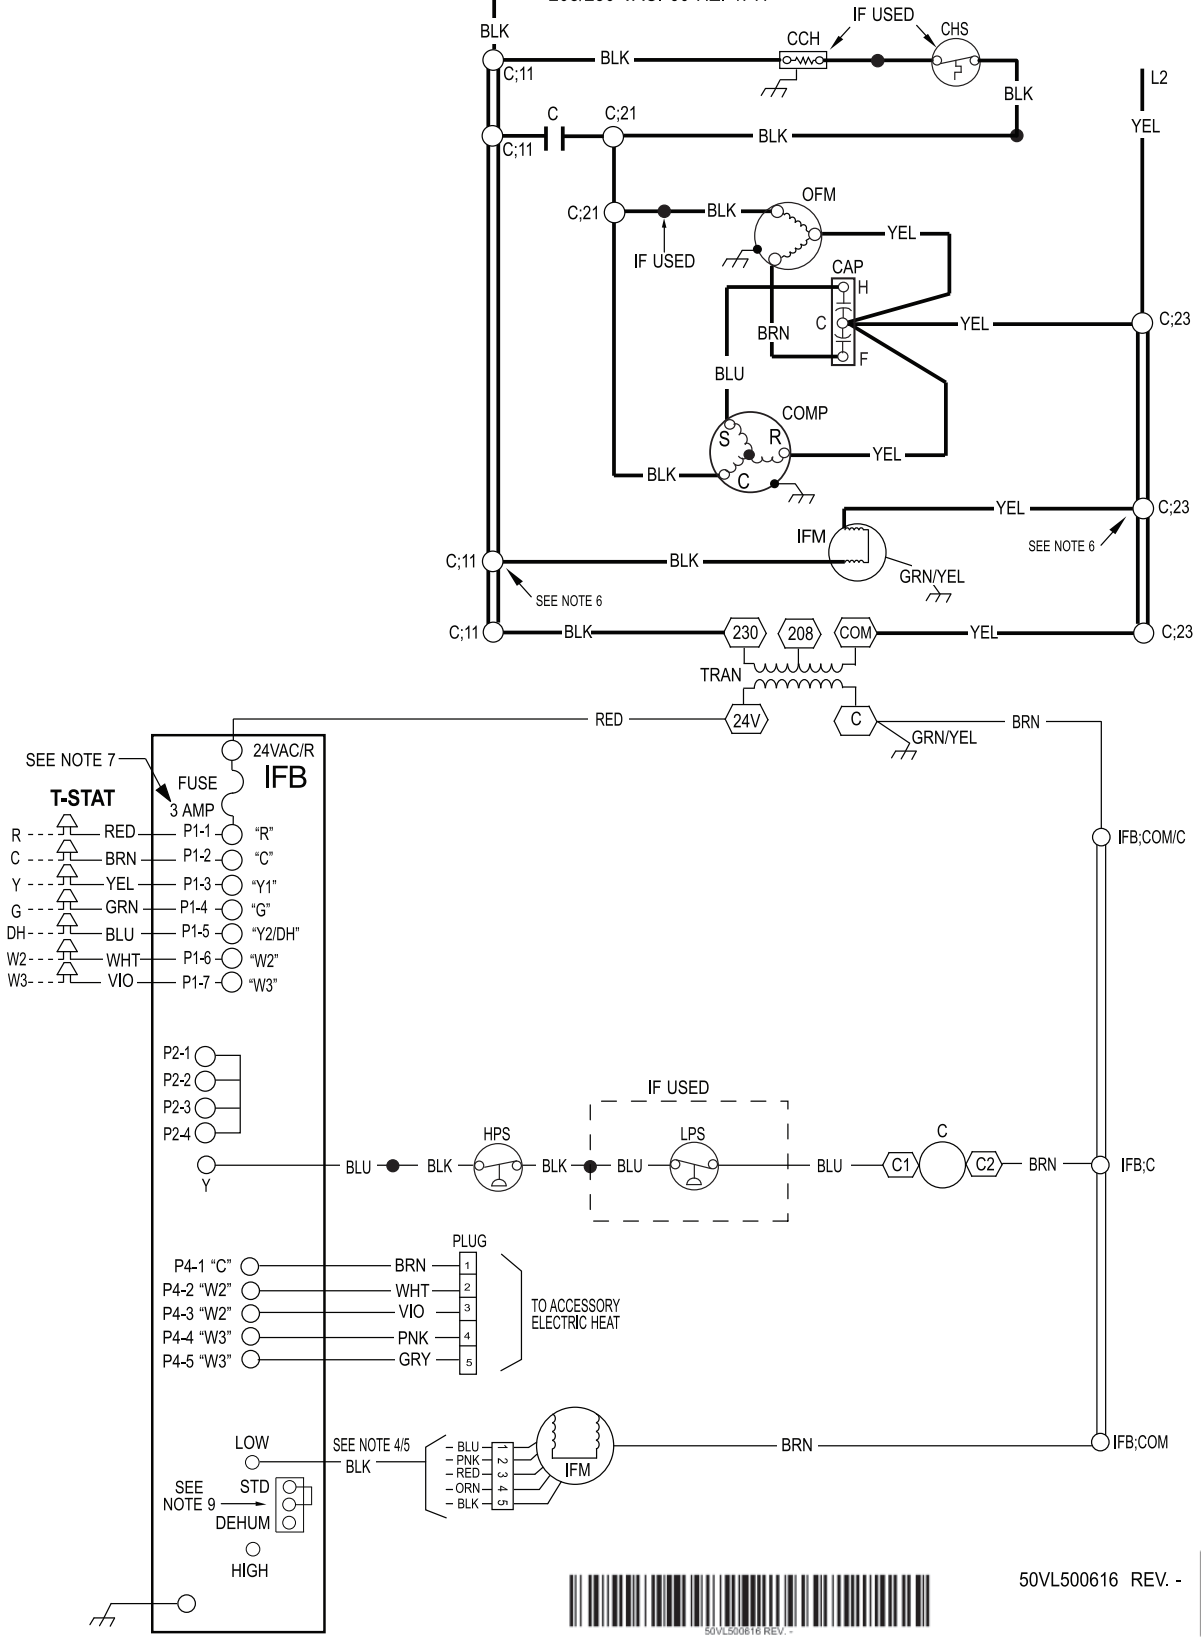 BLK
IF USED
CCH
CHS
BLK
C;11
L2
BLK
C
C;21
YEL
BLK
C;11
OFM
C;21
BLK
YEL
IF USED
CAP
H
C
YEL
C;23
BRN
F
BLU
COMP
S
R
YEL
BLK
C
YEL
C;23
IFM
SEE NOTE 6
C;11
BLK
GRN/YEL
SEE NOTE 6
C;11
BLK
230
208
COM
YEL
C;23
TRAN
RED
24V
C
BRN
GRN/YEL
SEE NOTE 7
24VAC/R
IFB
FUSE
T-STAT
3 AMP
R
RED
P1-1
"R"
IFB;COM/C
C
BRN
P1-2
"C"
Y
YEL
P1-3
"Y1"
G
GRN
P1-4
"G"
DH
BLU
P1-5
"Y2/DH"
W2
WHT
P1-6
"W2"
W3
VIO
P1-7
"W3"
P2-1
P2-2
P2-3
P2-4
IF USED
HPS
LPS
C
Y
BLU
BLK
BLK
BLU
BLU
C1
C2
BRN
IFB;C
PLUG
P4-1 "C"
BRN
1
P4-2 "W2"
WHT
2
P4-3 "W2"
VIO
3
P4-4 "W3"
PNK
4
P4-5 "W3"
GRY
5
TO ACCESSORY
ELECTRIC HEAT
LOW
SEE NOTE 4/5
BLK
BLU
1
PNK
2
RED
3
ORN
4
BLK
5
IFM
BRN
IFB;COM
SEE
NOTE 9
STD
DEHUM
HIGH
50VL500616 REV. -
50VL500616 REV. -